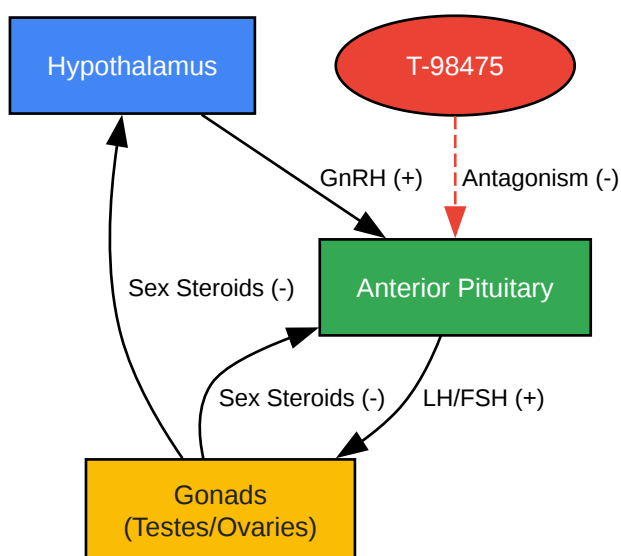 Hypothalamus
T-98475
GnRH (+)
Antagonism (-)
Sex Steroids (-)
Anterior Pituitary
Sex Steroids (-)
LH/FSH (+)
Gonads
(Testes/Ovaries)